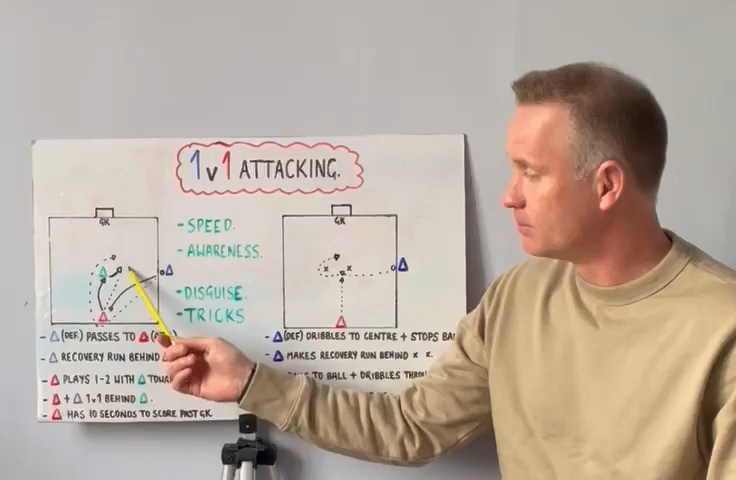 1v1 ATTACKING.
GK
- SPEED.
- AWARENESS.
- DISGUISE.
- TRICKS
GK
x x
- (DEF) PASSES TO
- RECOVERY RUN BEHIND
- PLAYS 1-2 WITH
- + 1v1 BEHIND .
- HAS 10 SECONDS TO SCORE PAST GK
- (DEF) DRIBBLES TO CENTRE + STOPS
- MAKES RECOVERY RUN BEHIND x x.
TO BALL + DRIBBLES